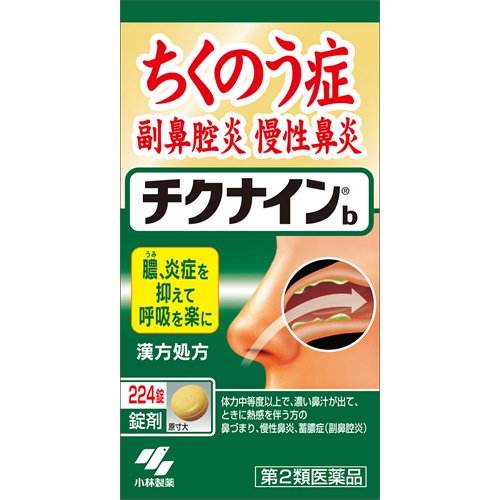 ちくのう症
副鼻腔炎 慢性鼻炎
チクナイン®b
うみ
膿、炎症を
抑えて
呼吸を楽に
漢方処方
224錠
錠剤
原寸大
体力中等度以上で、濃い鼻汁が出て、
ときに熱感を伴う方の
鼻づまり、慢性鼻炎、蓄膿症(副鼻腔炎)
小林製薬
第2類医薬品